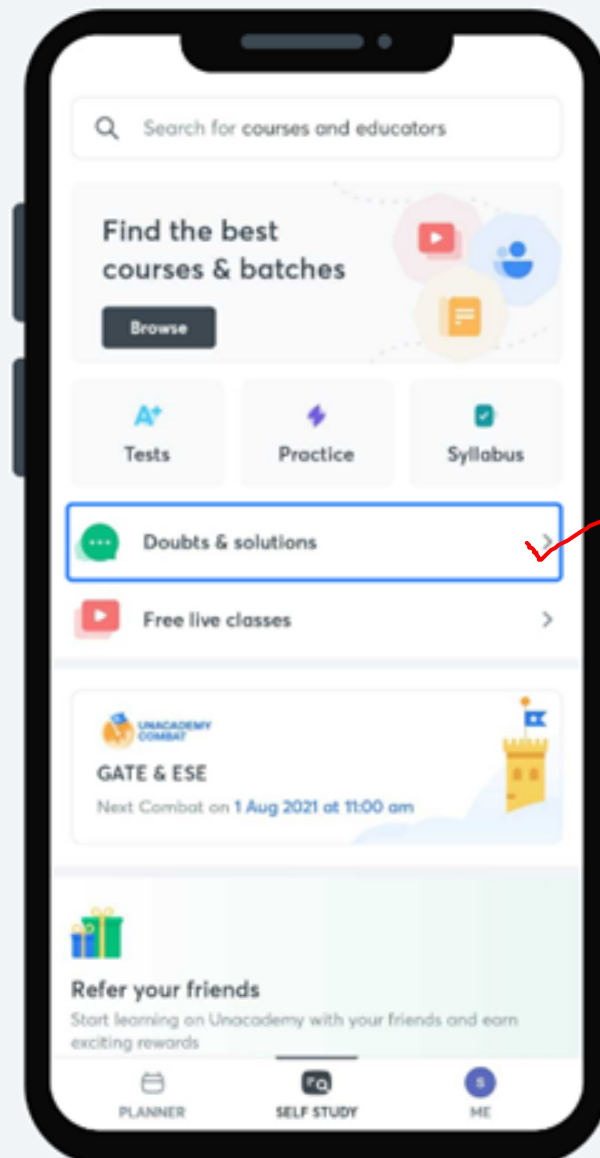 Search for courses and educators
Find the best
courses & batches
Browse
A+
Tests
Practice
Syllabus
Doubts & solutions
Free live classes
UNACADEMY
COMBAT
GATE & ESE
Next Combat on 1 Aug 2021 at 11:00 am
Refer your friends
Start learning on Unacademy with your friends and earn
exciting rewards
PLANNER
SELF STUDY
S
ME